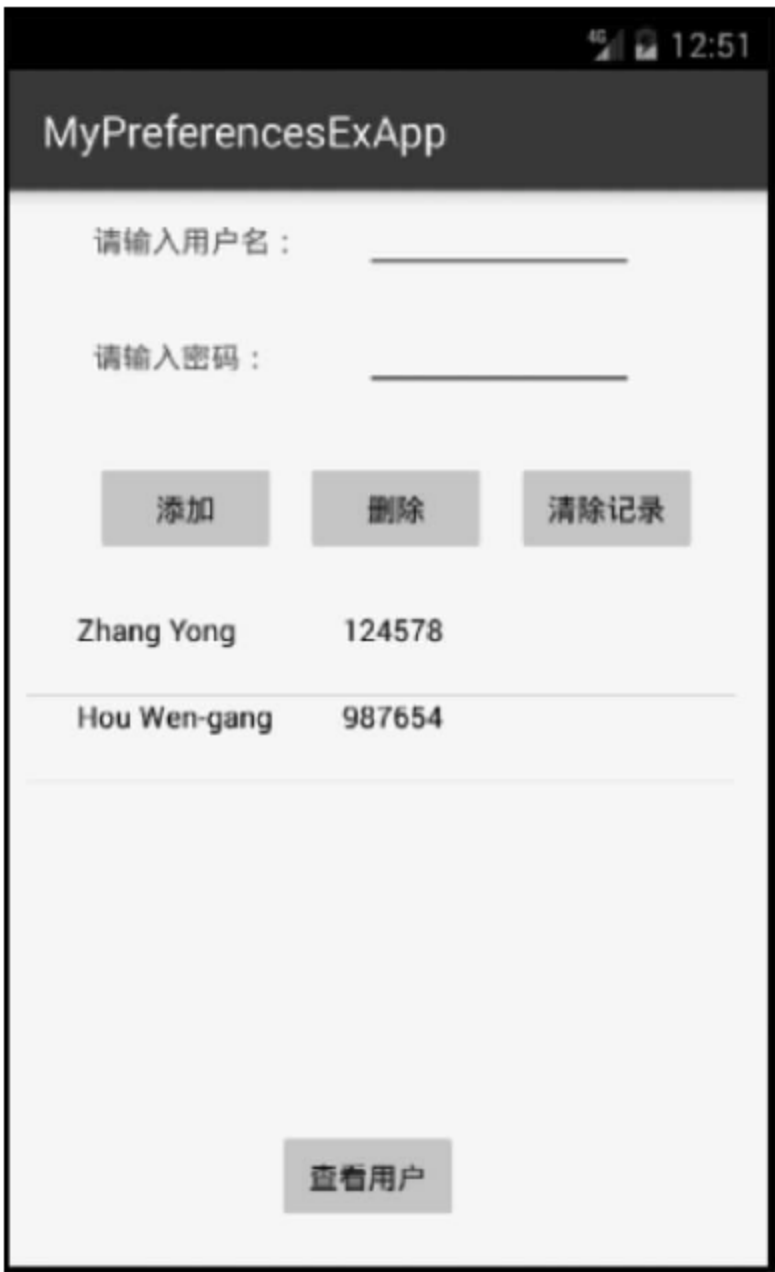 4G 12:51
MyPreferencesExApp
请输入用户名：
请输入密码：
添加 删除 清除记录
Zhang Yong 124578
Hou Wen-gang 987654
查看用户